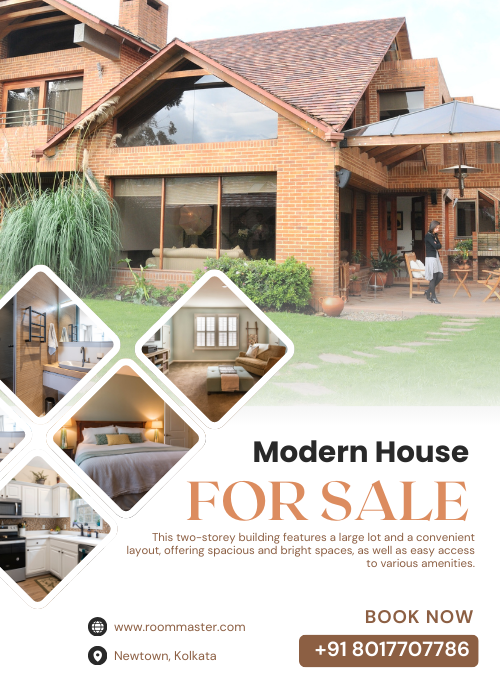 Modern House
FOR SALE
This two-storey building features a large lot and a convenient
layout, offering spacious and bright spaces, as well as easy access
to various amenities.
BOOK NOW
www.roommaster.com
+91 8017707786
Newtown, Kolkata